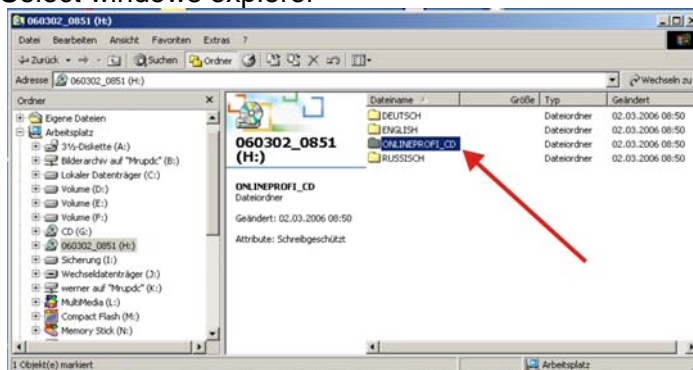 Select windows explorer
060302_0851 (H:)
Datei Bearbeiten Ansicht Favoriten Extras ?
Zurück Suchen Ordner
Adresse 060302_0851 (H:) Wechseln zu
Ordner
Eigene Dateien
Arbeitsplatz
3½-Diskette (A:)
Bilderarchiv auf "Mrupdc" (B:)
Lokaler Datenträger (C:)
Volume (D:)
Volume (E:)
Volume (F:)
CD (G:)
060302_0851 (H:)
Sicherung (I:)
Wechseldatenträger (J:)
werner auf "Mrupdc" (K:)
MultiMedia (L:)
Compact Flash (M:)
Memory Stick (N:)
060302_0851
(H:)
ONLINEPROFI_CD
Dateiordner
Geändert: 02.03.2006 08:50
Attribute: Schreibgeschützt
Dateiname Größe Typ Geändert
DEUTSCH Dateiordner 02.03.2006 08:50
ENGLISH Dateiordner 02.03.2006 08:50
ONLINEPROFI_CD Dateiordner 02.03.2006 08:50
RUSSISCH Dateiordner 02.03.2006 08:50
1 Objekt(e) markiert Arbeitsplatz